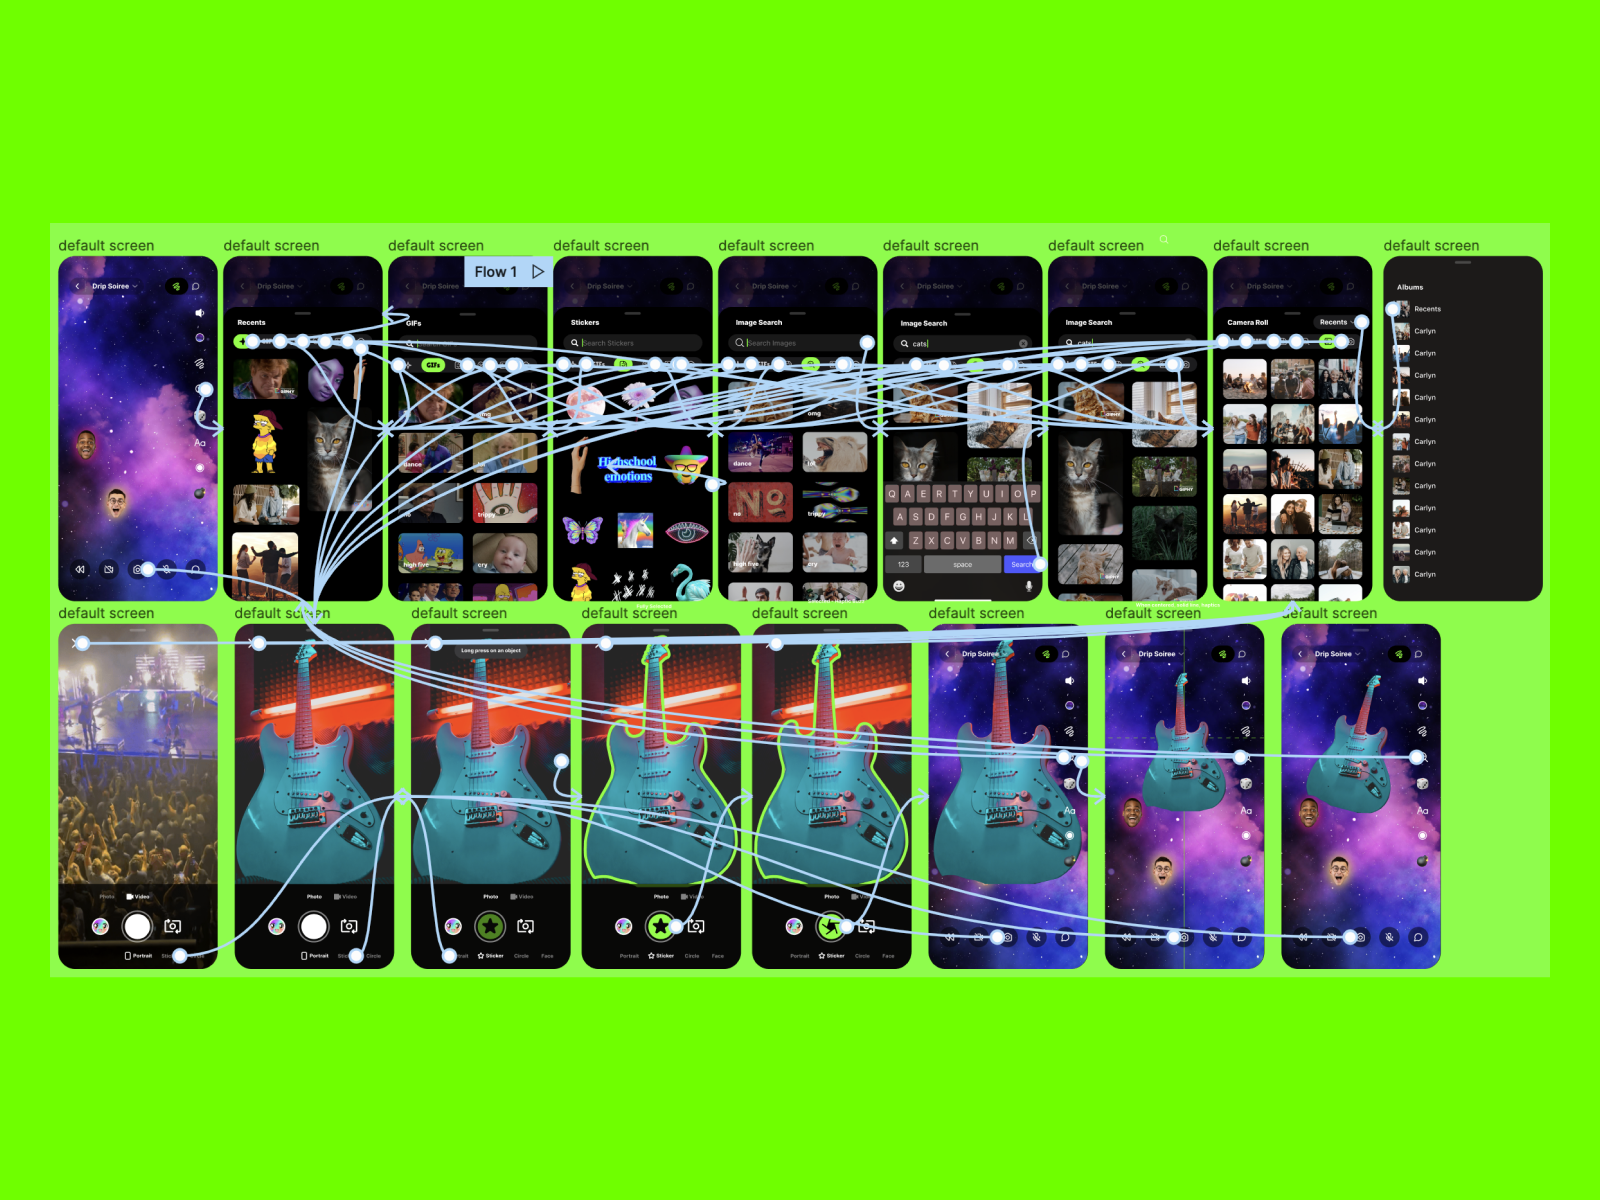 default screen
default screen
default screen
default screen
default screen
default screen
default screen
default screen
default screen
Flow 1
Drip Soiree
Drip Soiree
Drip Soiree
Drip Soiree
Drip Soiree
Drip Soiree
Drip Soiree
Drip Soiree
Recents
GIFs
Stickers
Image Search
Image Search
Image Search
Camera Roll
Recents
Albums
Recents
Carlyn
Carlyn
Carlyn
Carlyn
Carlyn
Carlyn
Carlyn
Carlyn
Carlyn
Carlyn
Carlyn
Carlyn
Search Stickers
Search Images
cats
cats
GIFs
Aa
GIPHY
omg
dance
lol
trippy
high five
cry
Highschool
emotions
omg
dance
lol
no
trippy
high five
cry
GIPHY
GIPHY
GIPHY
Q A E R T Y U I O P
A S D F G H J K L
Z X C V B N M
123
space
Search
default screen
default screen
default screen
default screen
default screen
default screen
default screen
default screen
Long press on an object
Drip Soiree
Drip Soiree
Drip Soiree
Aa
Aa
Aa
Photo
Video
Portrait
Photo
Video
Portrait
Circle
Photo
Sticker
Circle
Face
Photo
Portrait
Sticker
Circle
Face
Photo
Portrait
Sticker
Circle
Face